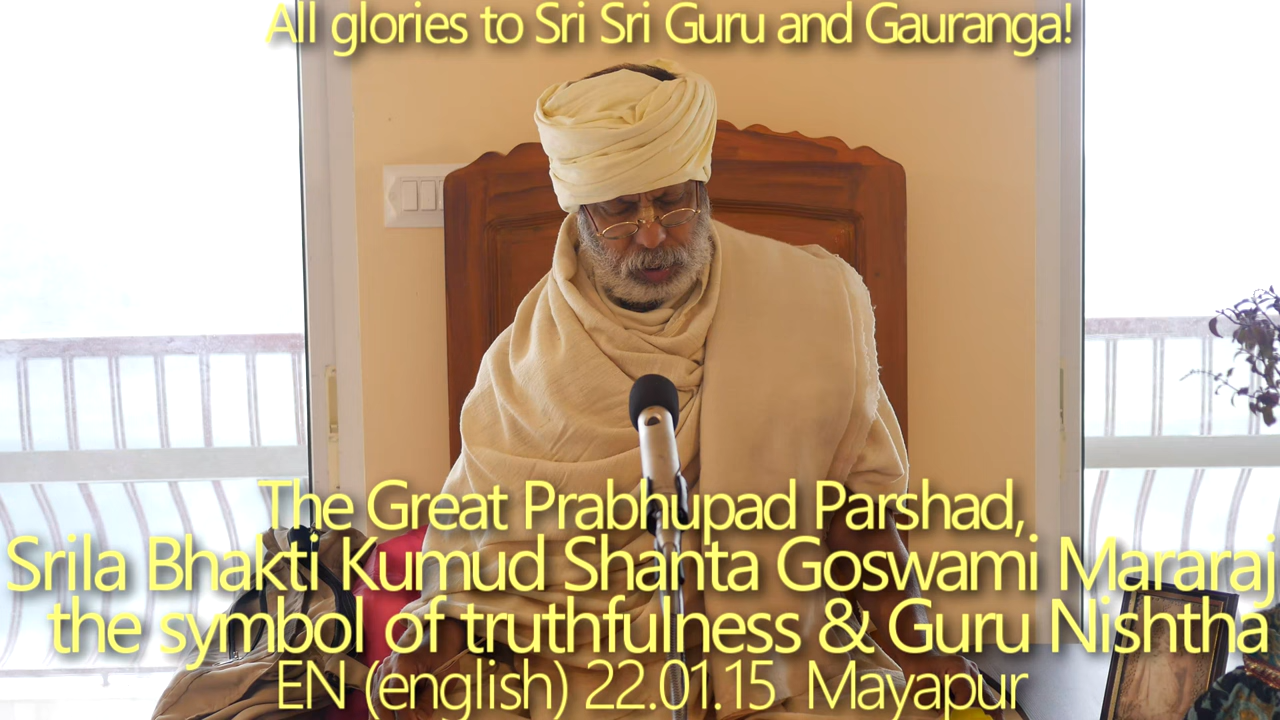 All glories to Sri Sri Guru and Gauranga!
The Great Prabhupad Parshad,
Srila Bhakti Kumud Shanta Goswami Mararaj
the symbol of truthfulness & Guru Nishtha
EN (english) 22.01.15 Mayapur